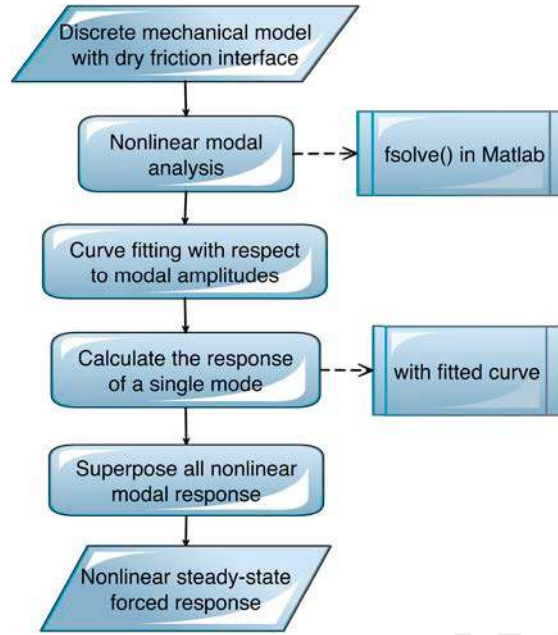 Discrete mechanical model
with dry friction interface
Nonlinear modal
analysis
fsolve() in Matlab
Curve fitting with respect
to modal amplitudes
Calculate the response
of a single mode
with fitted curve
Superpose all nonlinear
modal response
Nonlinear steady-state
forced response